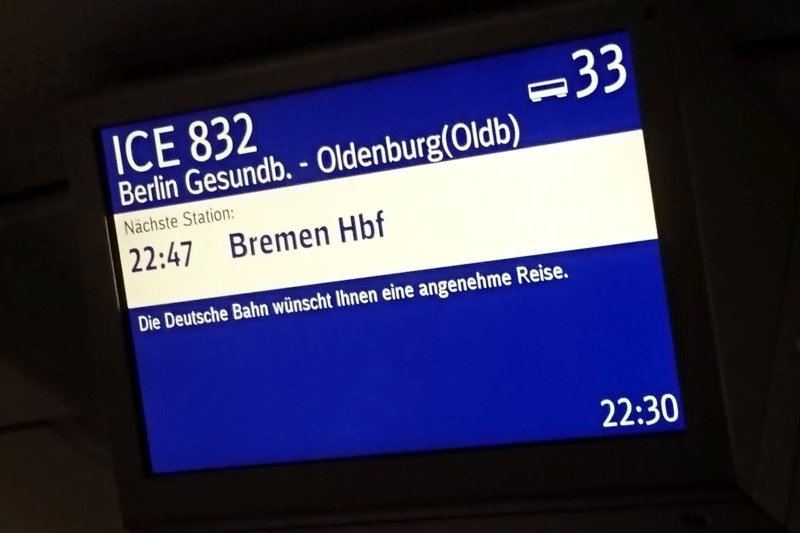 ICE 832
33
Berlin Gesundb. - Oldenburg(Oldb)
Nächste Station:
22:47 Bremen Hbf
Die Deutsche Bahn wünscht Ihnen eine angenehme Reise.
22:30